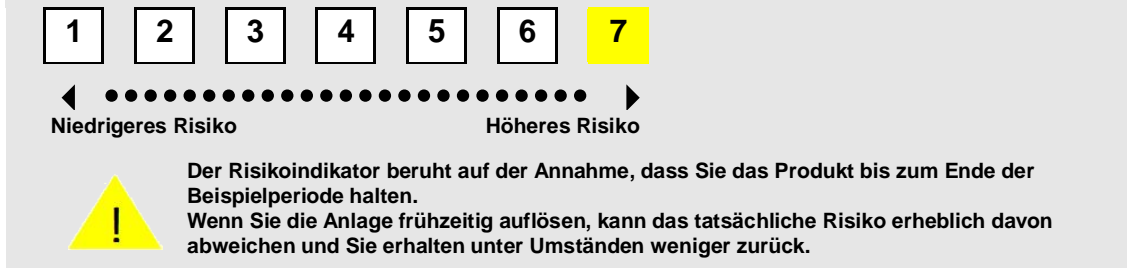 1 2 3 4 5 6 7
Niedrigeres Risiko Höheres Risiko
Der Risikoindikator beruht auf der Annahme, dass Sie das Produkt bis zum Ende der
Beispielperiode halten.
Wenn Sie die Anlage frühzeitig auflösen, kann das tatsächliche Risiko erheblich davon
abweichen und Sie erhalten unter Umständen weniger zurück.
!